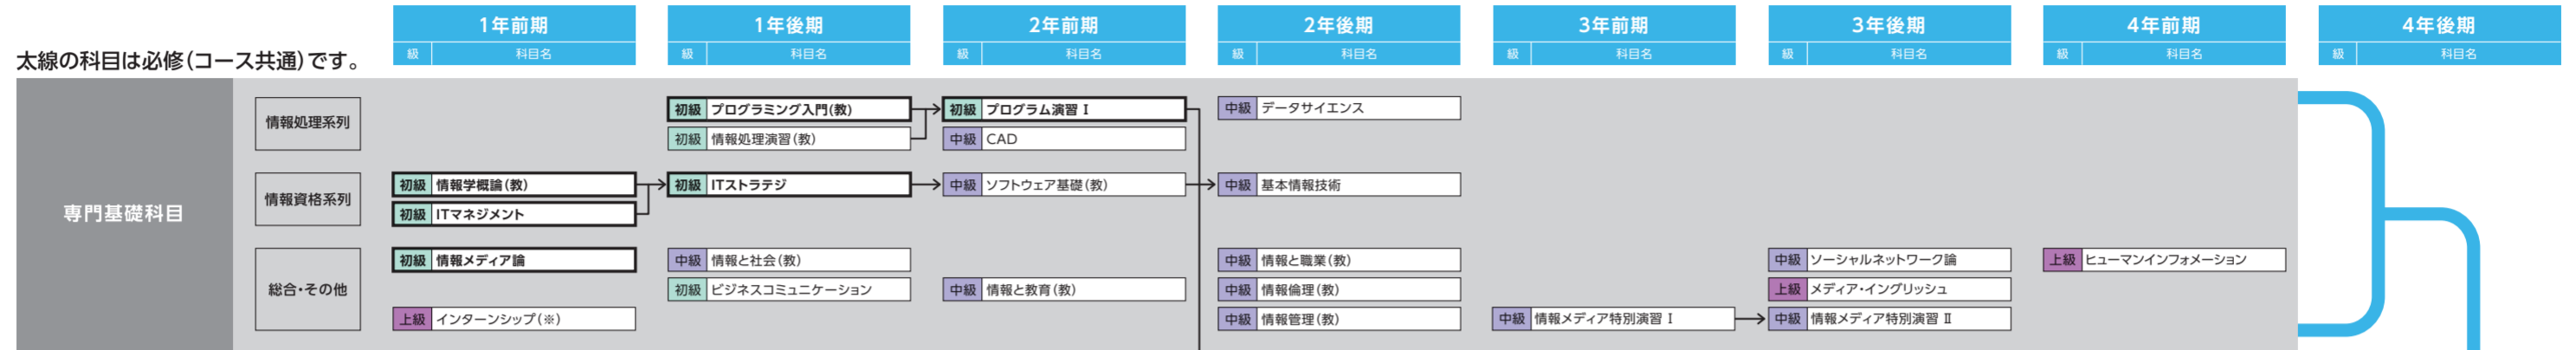 1年前期 1年後期 2年前期 2年後期 3年前期 3年後期 4年前期 4年後期
級 科目名 級 科目名 級 科目名 級 科目名 級 科目名 級 科目名 級 科目名 級 科目名
太線の科目は必修(コース共通)です。
専門基礎科目
情報処理系列
初級 プログラミング入門(教) 初級 プログラム演習 I 中級 データサイエンス
初級 情報処理演習(教) 中級 CAD
情報資格系列
初級 情報学概論(教) 初級 ITストラテジ 中級 ソフトウェア基礎(教) 中級 基本情報技術
初級 ITマネジメント
総合・その他
初級 情報メディア論 中級 情報と社会(教) 中級 情報と職業(教) 中級 ソーシャルネットワーク論 上級 ヒューマンインフォメーション
初級 ビジネスコミュニケーション 中級 情報と教育(教) 中級 情報倫理(教) 上級 メディア・イングリッシュ
上級 インターンシップ(※) 中級 情報管理(教) 中級 情報メディア特別演習 I 中級 情報メディア特別演習 II